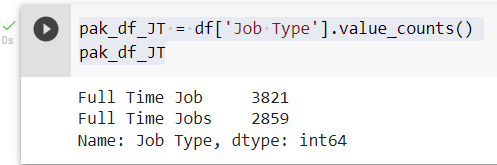 0s
pak_df_JT = df['Job Type'].value_counts()
pak_df_JT
Full Time Job     3821
Full Time Jobs    2859
Name: Job Type, dtype: int64